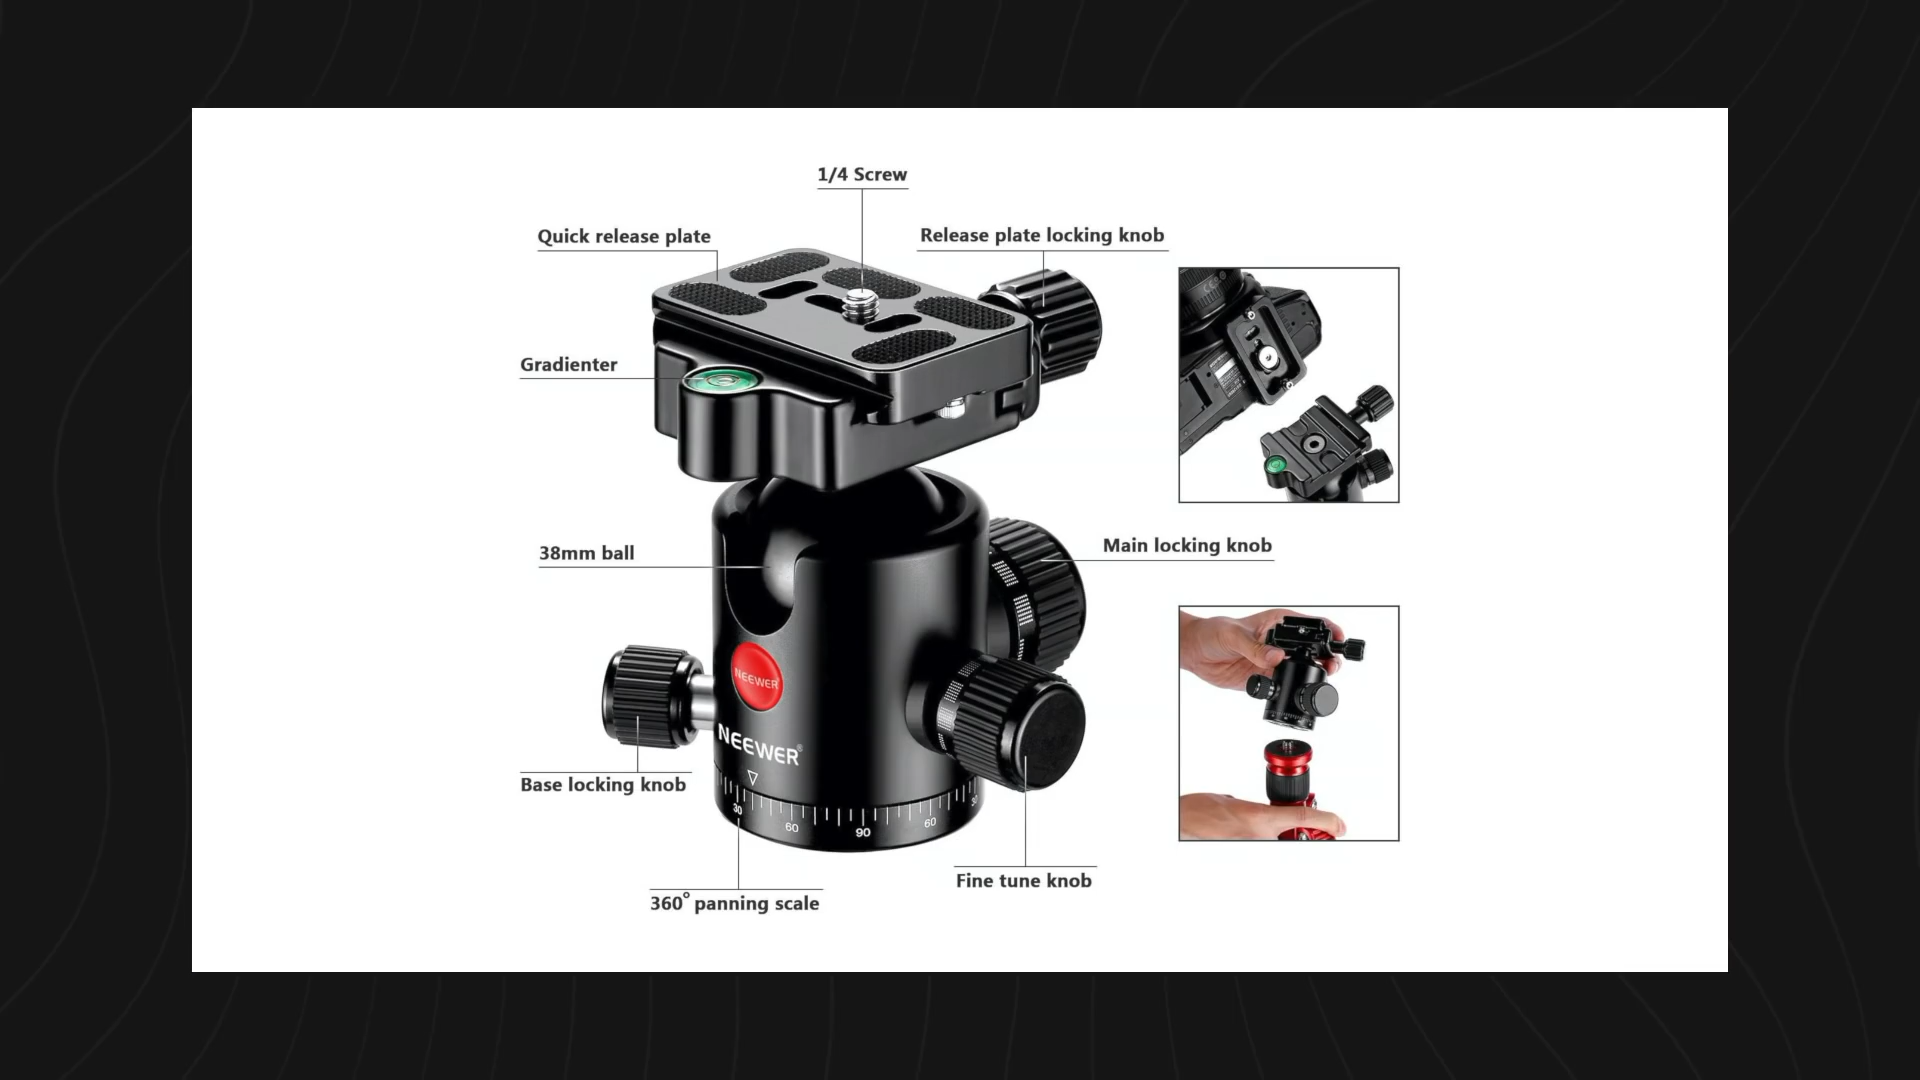 1/4 Screw
Quick release plate
Release plate locking knob
Gradienter
38mm ball
Main locking knob
NEEWER
NEEWER®
Base locking knob
30 60 90 60 30
Fine tune knob
360° panning scale